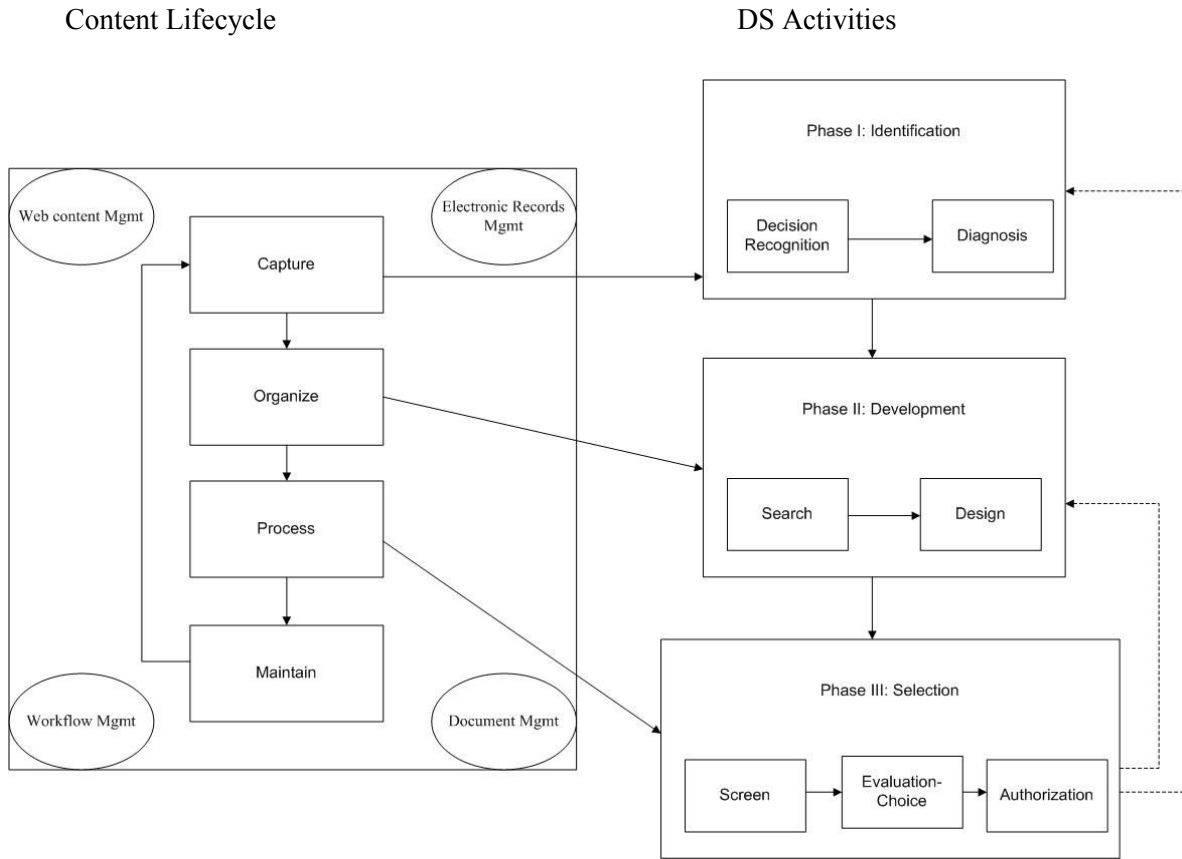 Content Lifecycle
DS Activities
Web content Mgmt
Electronic Records
Mgmt
Capture
Organize
Process
Maintain
Workflow Mgmt
Document Mgmt
Phase I: Identification
Decision
Recognition
Diagnosis
Phase II: Development
Search
Design
Phase III: Selection
Screen
Evaluation-
Choice
Authorization